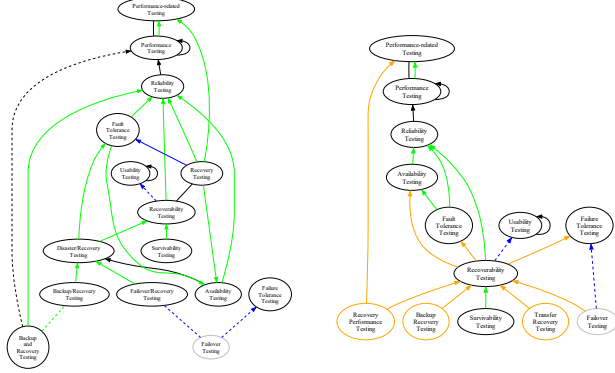 Performance-related
Testing
Performance
Testing
Reliability
Testing
Fault
Tolerance
Testing
Usability
Testing
Recovery
Testing
Recoverability
Testing
Disaster/Recovery
Testing
Survivability
Testing
Backup/Recovery
Testing
Failover/Recovery
Testing
Availability
Testing
Failure
Tolerance
Testing
Backup
and
Recovery
Testing
Failover
Testing
Performance-related
Testing
Performance
Testing
Reliability
Testing
Availability
Testing
Fault
Tolerance
Testing
Usability
Testing
Failure
Tolerance
Testing
Recoverability
Testing
Recovery
Performance
Testing
Backup
Recovery
Testing
Survivability
Testing
Transfer
Recovery
Testing
Failover
Testing